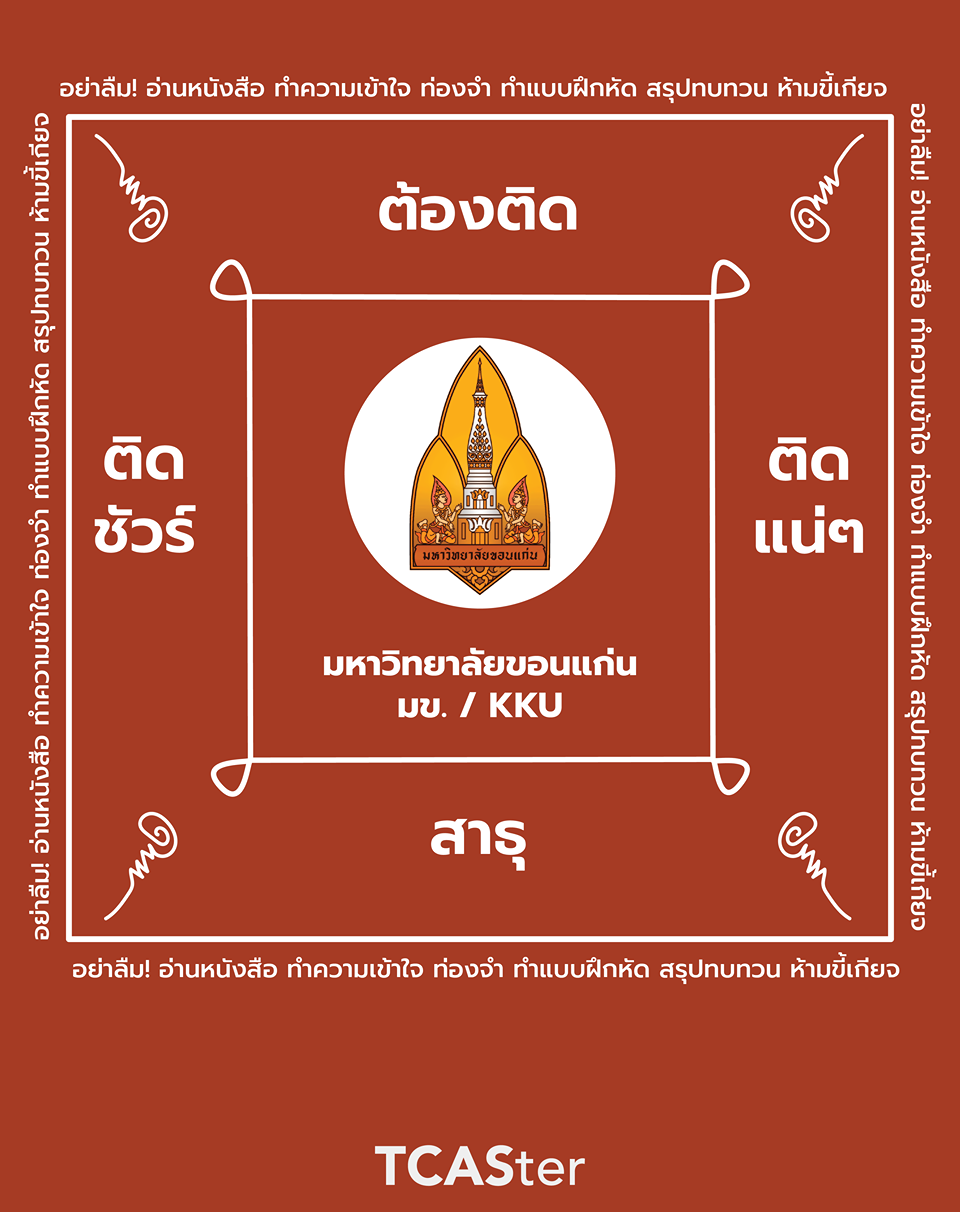 อย่าลืม! อ่านหนังสือ ทำความเข้าใจ ท่องจำ ทำแบบฝึกหัด สรุปทบทวน ห้ามขี้เกียจ
อย่าลืม! อ่านหนังสือ ทำความเข้าใจ ท่องจำ ทำแบบฝึกหัด สรุปทบทวน ห้ามขี้เกียจ
อย่าลืม! อ่านหนังสือ ทำความเข้าใจ ท่องจำ ทำแบบฝึกหัด สรุปทบทวน ห้ามขี้เกียจ
ต้องติด
ติด
ชัวร์
ติด
แน่ๆ
มหาวิทยาลัยขอนแก่น
มหาวิทยาลัยขอนแก่น
มข. / KKU
สาธุ
อย่าลืม! อ่านหนังสือ ทำความเข้าใจ ท่องจำ ทำแบบฝึกหัด สรุปทบทวน ห้ามขี้เกียจ
TCASter